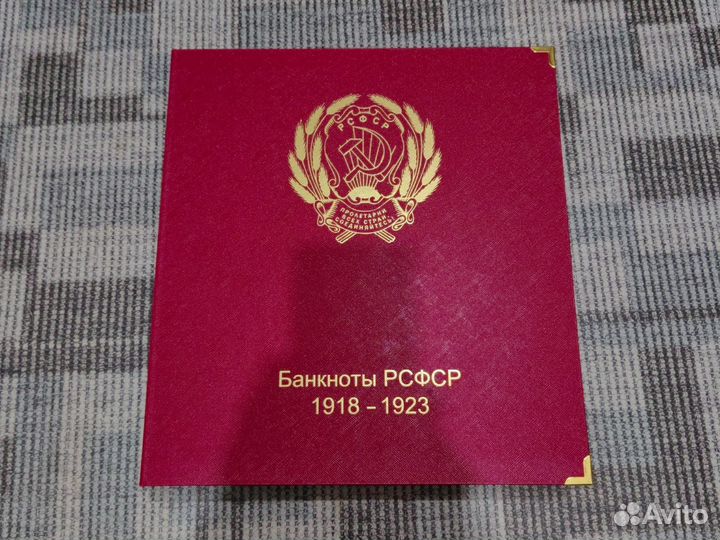 РСФСР
ПРОЛЕТАРИИ
ВСЕХ СТРАН,
СОЕДИНЯЙТЕСЬ!
Банкноты РСФСР
1918 – 1923
Avito